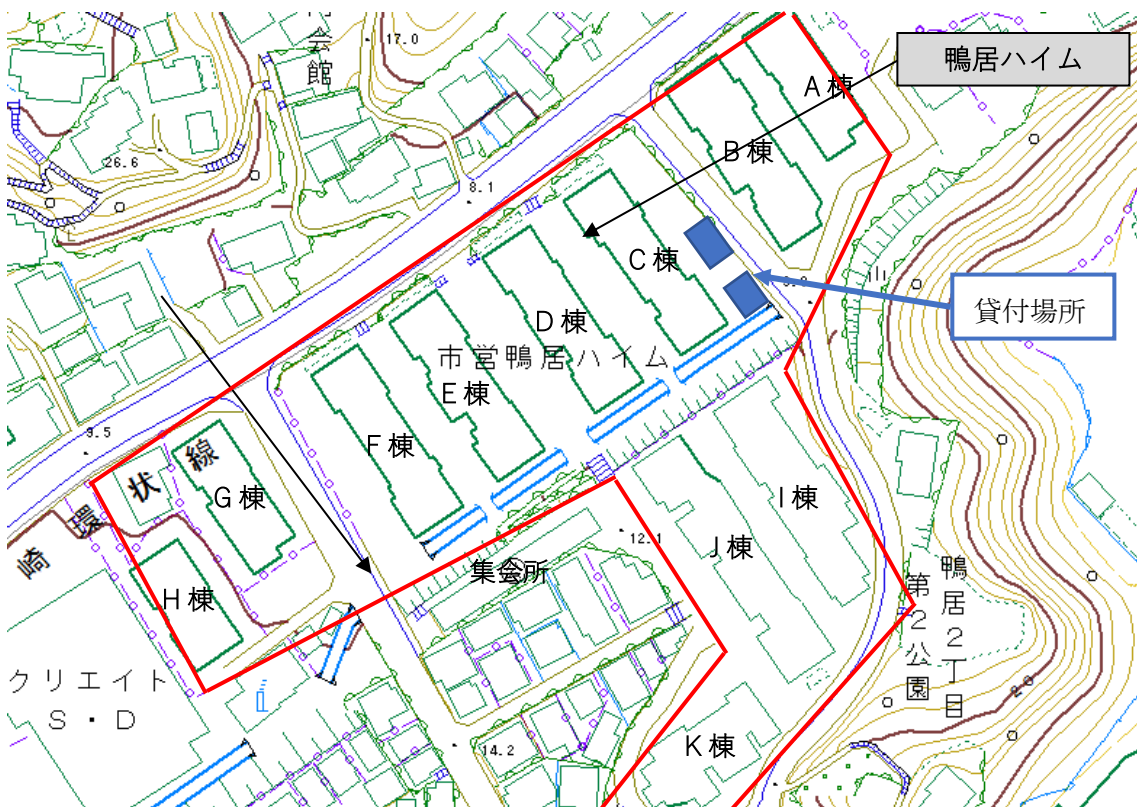 会館
17.0
鴨居ハイム
A棟
B棟
26.6
8.1
C棟
貸付場所
D棟
市営鴨居ハイム
E棟
F棟
9.5
状線
G棟
環
崎
I棟
J棟
12.1
集会所
H棟
鴨居2丁目
第2公園
クリエイト
S・D
20
14.2
K棟